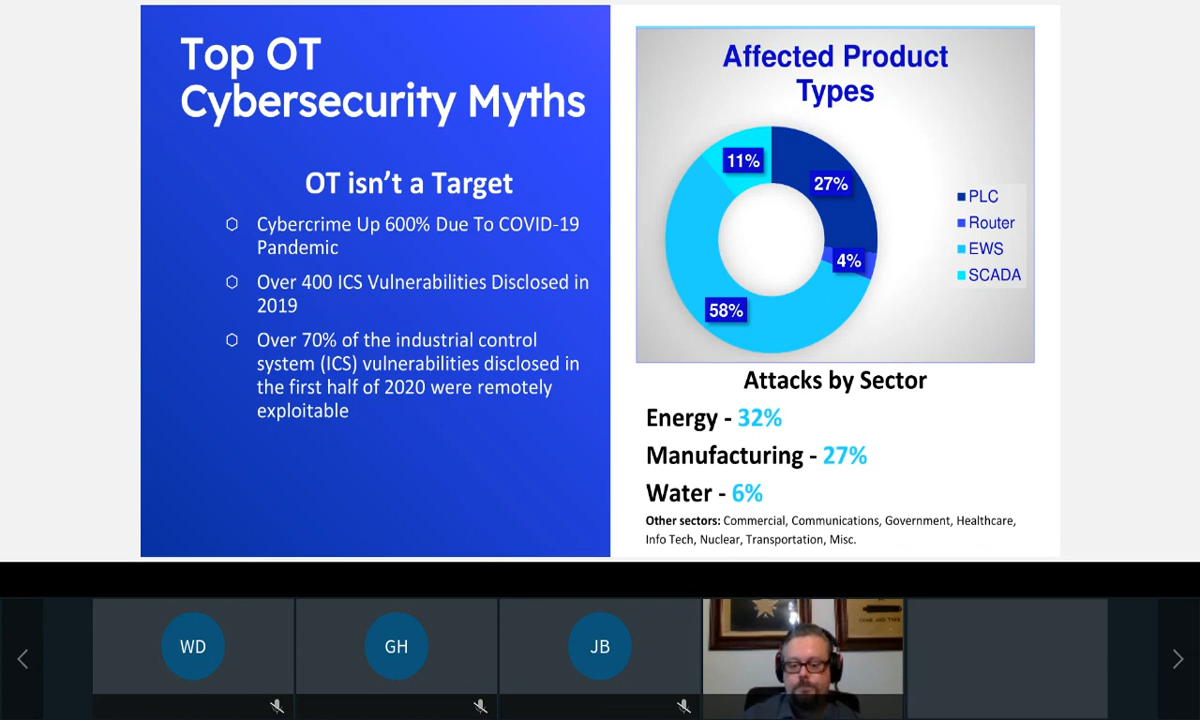 Top OT
Cybersecurity Myths
OT isn't a Target
Cybercrime Up 600% Due To COVID-19
Pandemic
Over 400 ICS Vulnerabilities Disclosed in
2019
Over 70% of the industrial control
system (ICS) vulnerabilities disclosed in
the first half of 2020 were remotely
exploitable
Affected Product
Types
11%
27%
4%
58%
PLC
Router
EWS
SCADA
Attacks by Sector
Energy - 32%
Manufacturing - 27%
Water - 6%
Other sectors: Commercial, Communications, Government, Healthcare,
Info Tech, Nuclear, Transportation, Misc.
WD
GH
JB